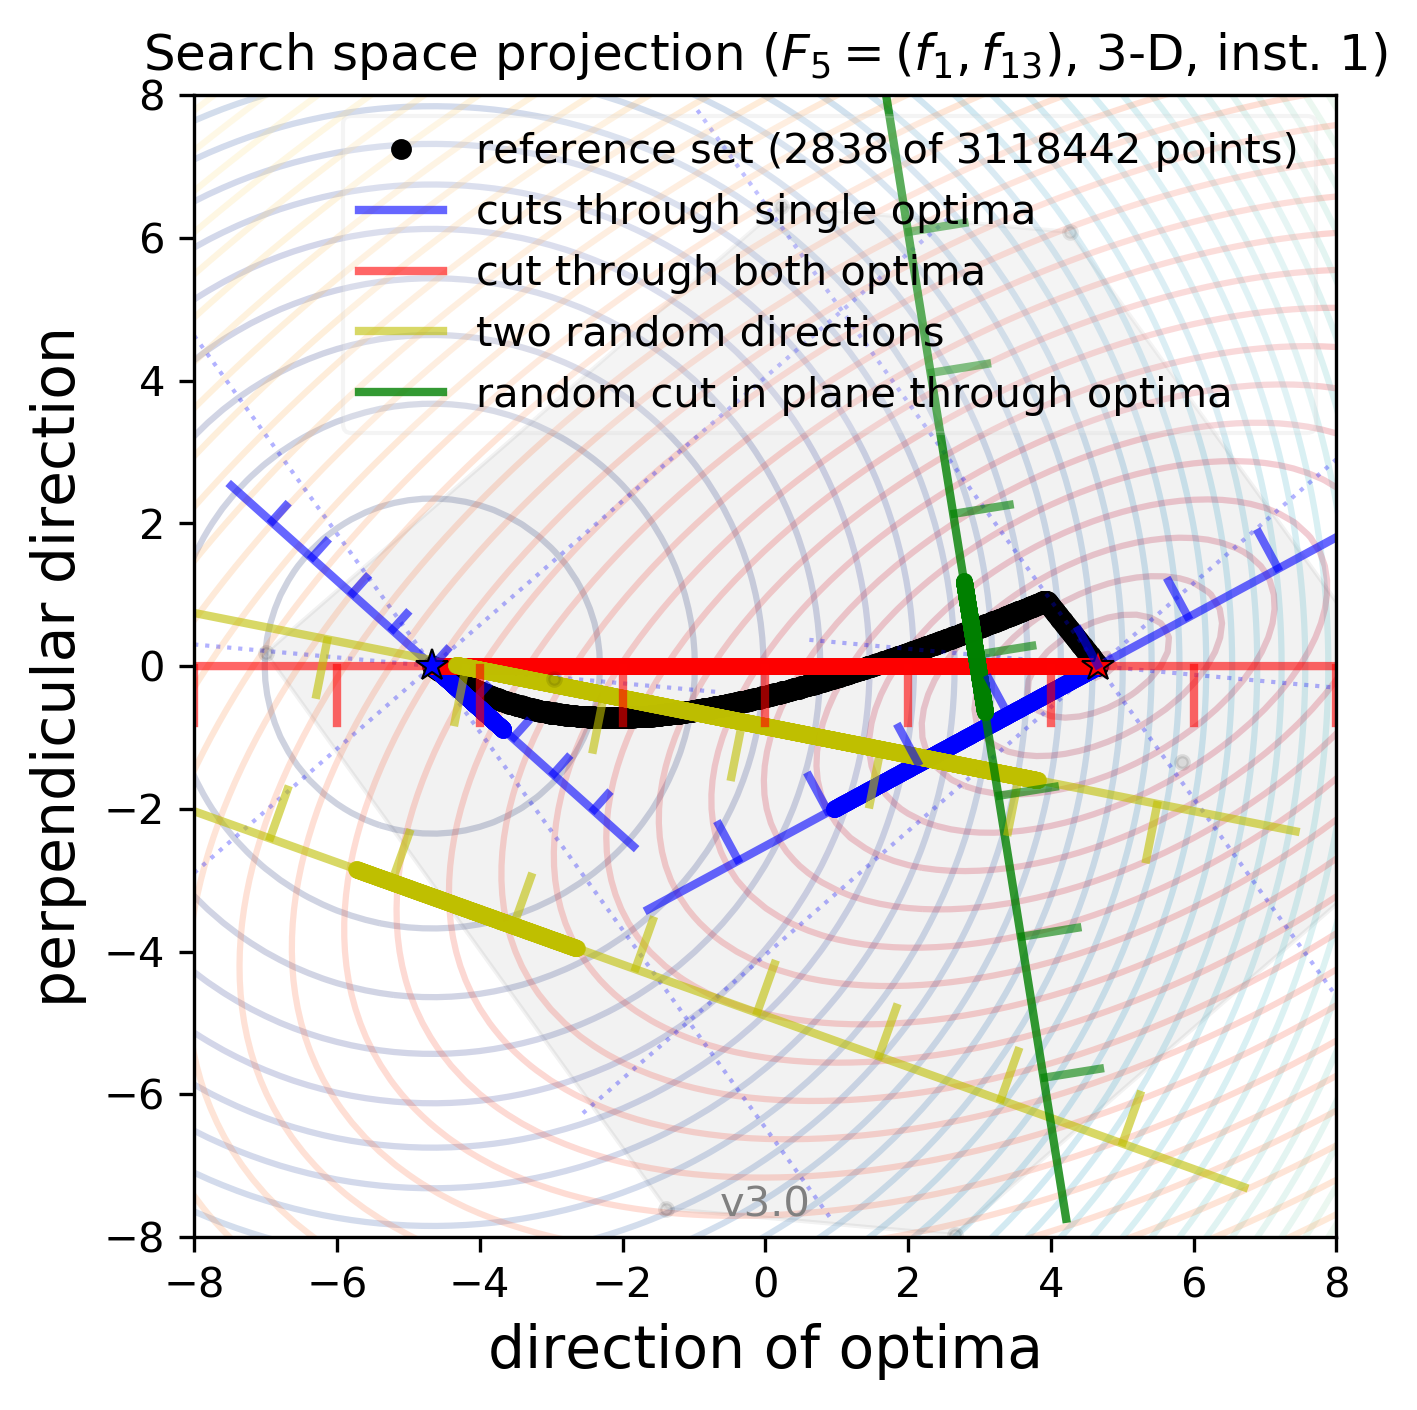 Search space projection (F₅ = (f₁, f₁₃), 3-D, inst. 1)
8
reference set (2838 of 3118442 points)
cuts through single optima
6
cut through both optima
two random directions
4
random cut in plane through optima
2
0
−2
−4
−6
−8
perpendicular direction
v3.0
−8 −6 −4 −2 0 2 4 6 8
direction of optima